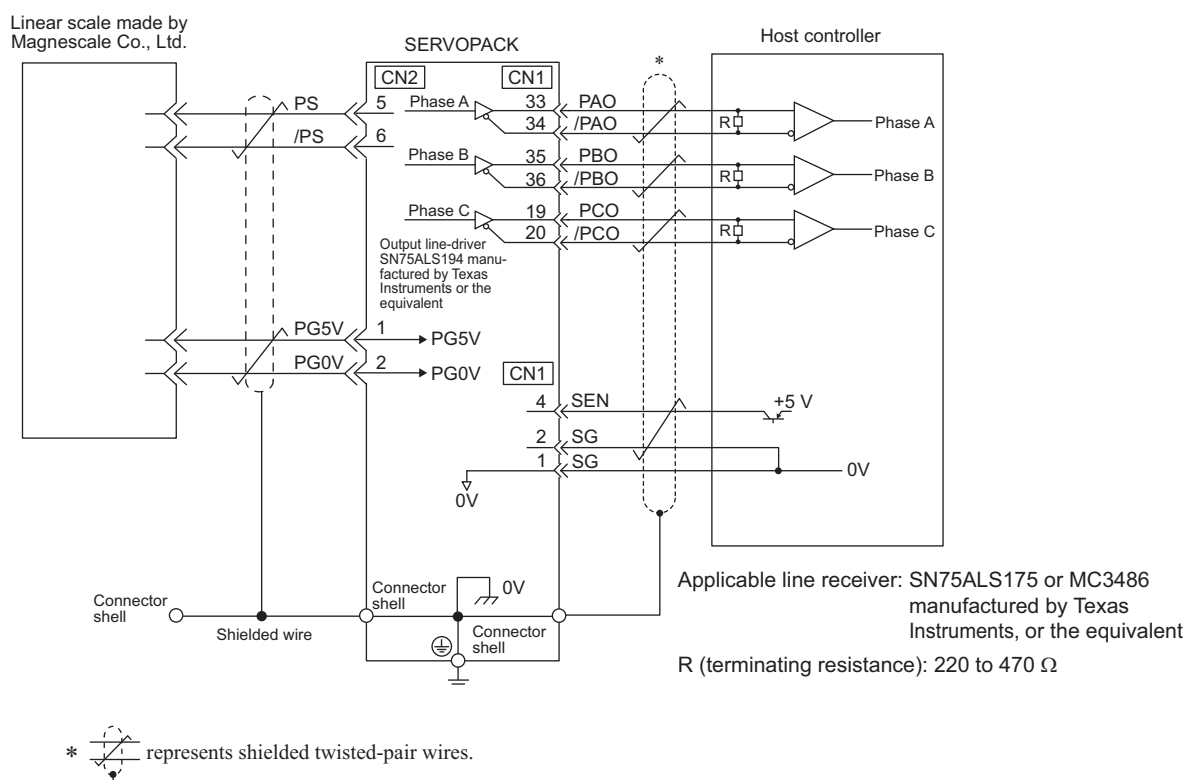 Linear scale made by
Magnescale Co., Ltd.
SERVOPACK
Host controller
*
CN2
CN1
PS
5
Phase A
33
PAO
/PS
6
34
/PAO
R
Phase A
Phase B
35
PBO
36
/PBO
R
Phase B
Phase C
19
PCO
20
/PCO
R
Phase C
Output line-driver
SN75ALS194 manu-
factured by Texas
Instruments or the
equivalent
PG5V
1
PG5V
PG0V
2
PG0V
CN1
4
SEN
+5 V
2
SG
1
SG
0V
0V
Connector
shell
Shielded wire
Connector
shell
0V
Connector
shell
Applicable line receiver: SN75ALS175 or MC3486
manufactured by Texas
Instruments, or the equivalent
R (terminating resistance): 220 to 470 Ω
* represents shielded twisted-pair wires.